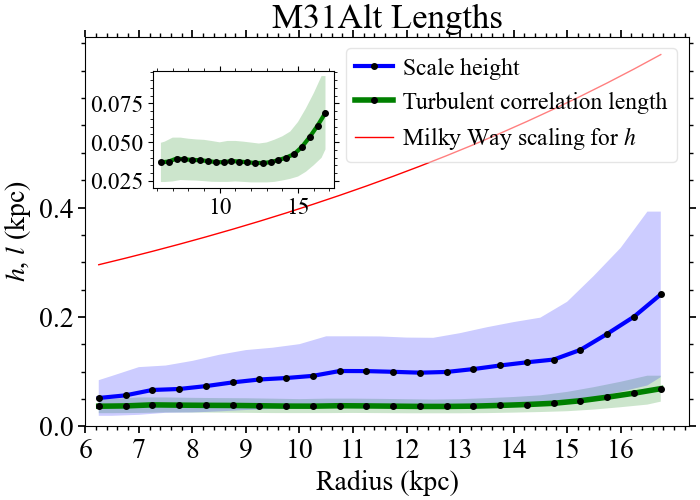 M31Alt Lengths
Scale height
Turbulent correlation length
Milky Way scaling for h
0.075
0.050
0.025
10 15
h, l (kpc)
0.4
0.2
0.0
6 7 8 9 10 11 12 13 14 15 16
Radius (kpc)